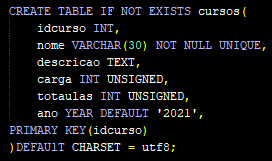 CREATE TABLE IF NOT EXISTS cursos(
idcurso INT,
nome VARCHAR(30) NOT NULL UNIQUE,
descricao TEXT,
carga INT UNSIGNED,
totaulas INT UNSIGNED,
ano YEAR DEFAULT '2021',
PRIMARY KEY(idcurso)
)DEFAUlT CHARSET = utf8;